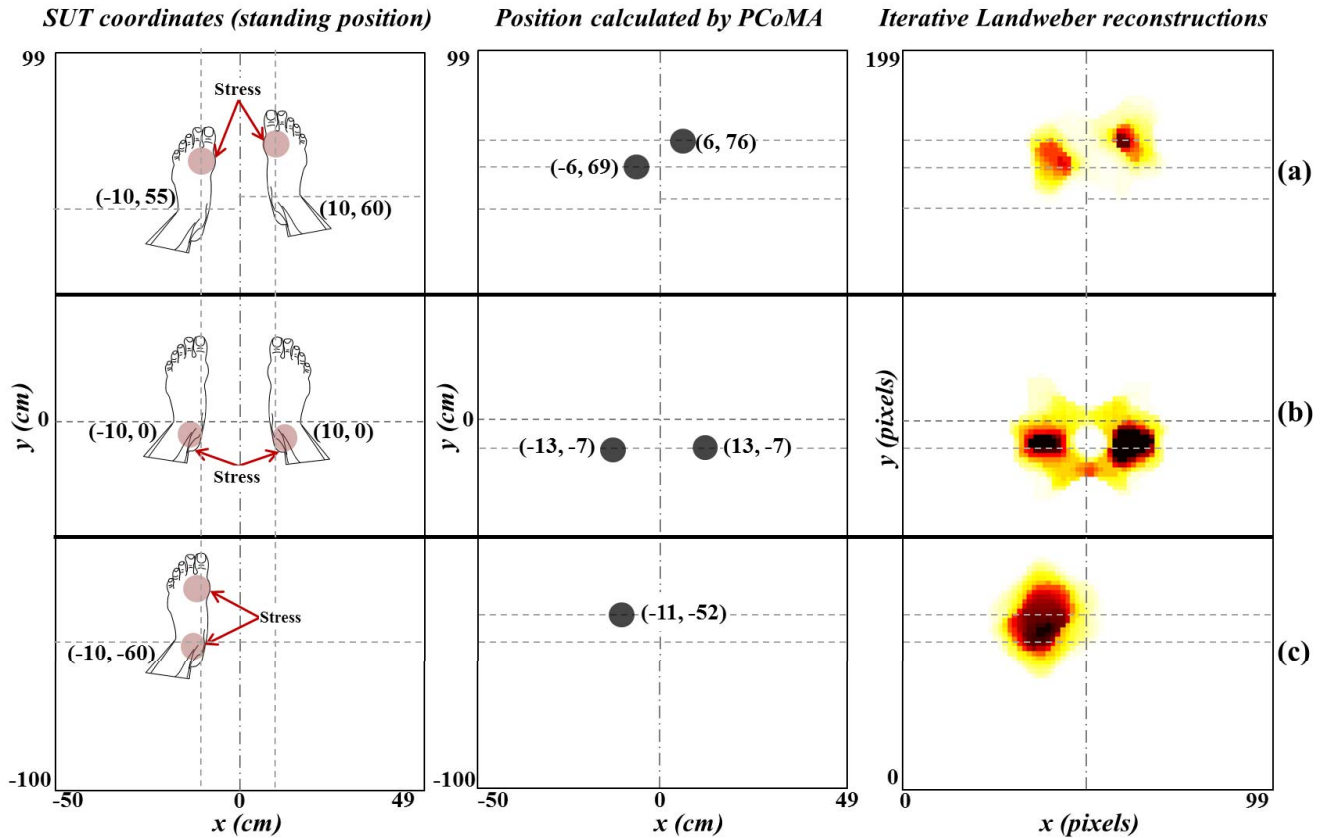 SUT coordinates (standing position)
Position calculated by PCoMA
Iterative Landweber reconstructions
99
Stress
(-10, 55)
(10, 60)
99
(6, 76)
(-6, 69)
199
(a)
y (cm)
0
(-10, 0)
(10, 0)
Stress
y (cm)
0
(-13, -7)
(13, -7)
y (pixels)
(b)
Stress
(-10, -60)
(-11, -52)
(c)
-100
-50
0
49
x (cm)
-100
-50
0
49
x (cm)
0
0
99
x (pixels)